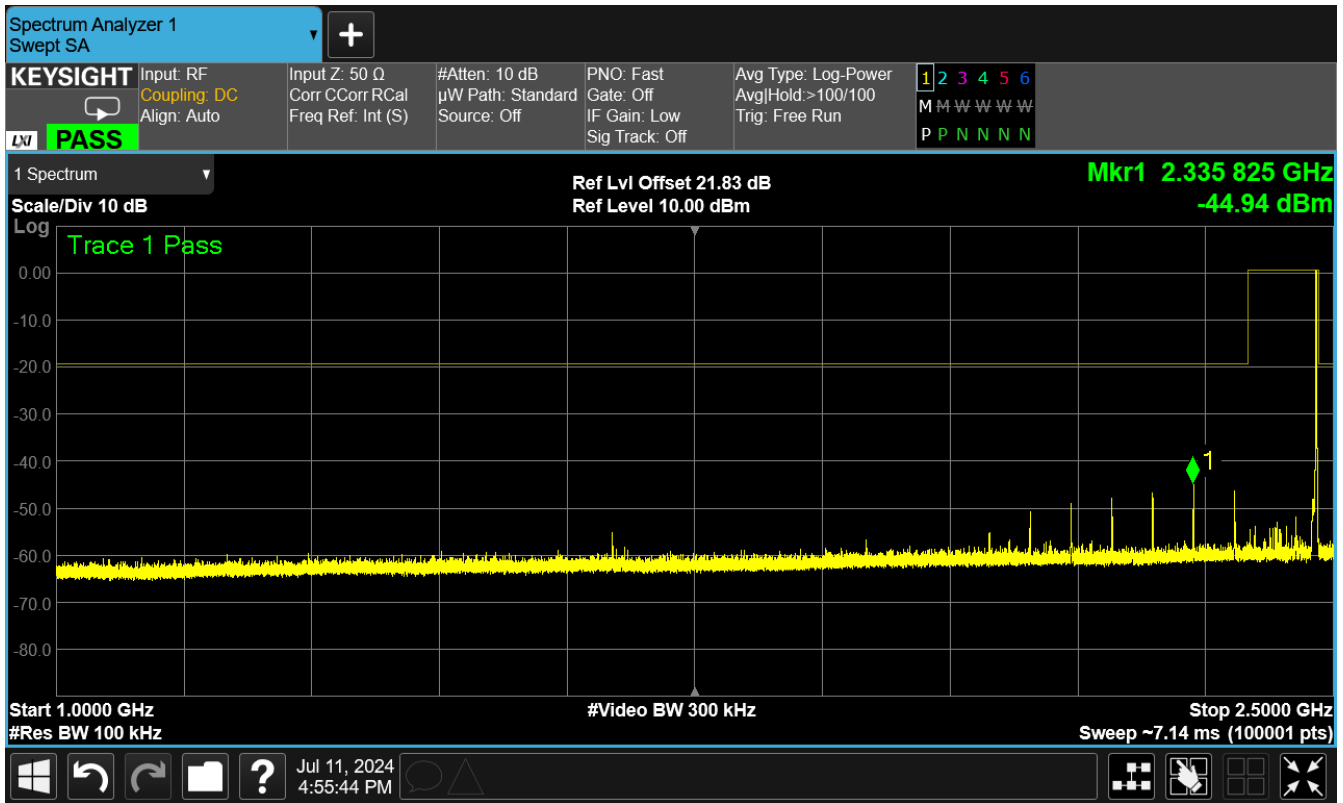 Spectrum Analyzer 1
Swept SA
+
KEYSIGHT
LXI PASS
Input: RF
Coupling: DC
Align: Auto
Input Z: 50 Ω
Corr CCorr RCal
Freq Ref: Int (S)
#Atten: 10 dB
µW Path: Standard
Source: Off
PNO: Fast
Gate: Off
IF Gain: Low
Sig Track: Off
Avg Type: Log-Power
Avg|Hold:>100/100
Trig: Free Run
1 2 3 4 5 6
M M W W W W
P P N N N N
1 Spectrum
Scale/Div 10 dB
Ref Lvl Offset 21.83 dB
Ref Level 10.00 dBm
Mkr1 2.335 825 GHz
-44.94 dBm
Log
Trace 1 Pass
0.00
-10.0
-20.0
-30.0
-40.0
1
-50.0
-60.0
-70.0
-80.0
Start 1.0000 GHz
#Video BW 300 kHz
Stop 2.5000 GHz
#Res BW 100 kHz
Sweep ~7.14 ms (100001 pts)
?
Jul 11, 2024
4:55:44 PM